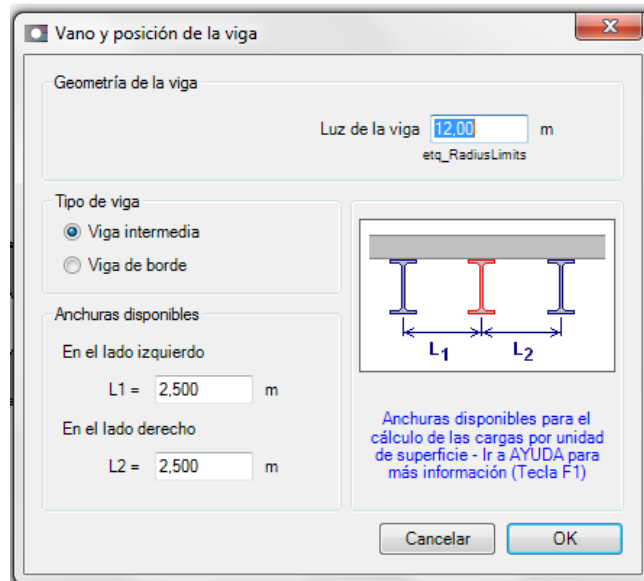 Vano y posición de la viga
Geometría de la viga
Luz de la viga 12,00 m
etq_RadiusLimits
Tipo de viga
Viga intermedia
Viga de borde
Anchuras disponibles
En el lado izquierdo
L1 = 2,500 m
En el lado derecho
L2 = 2,500 m
L1 L2
Anchuras disponibles para el
cálculo de las cargas por unidad
de superficie - Ir a AYUDA para
más información (Tecla F1)
Cancelar OK